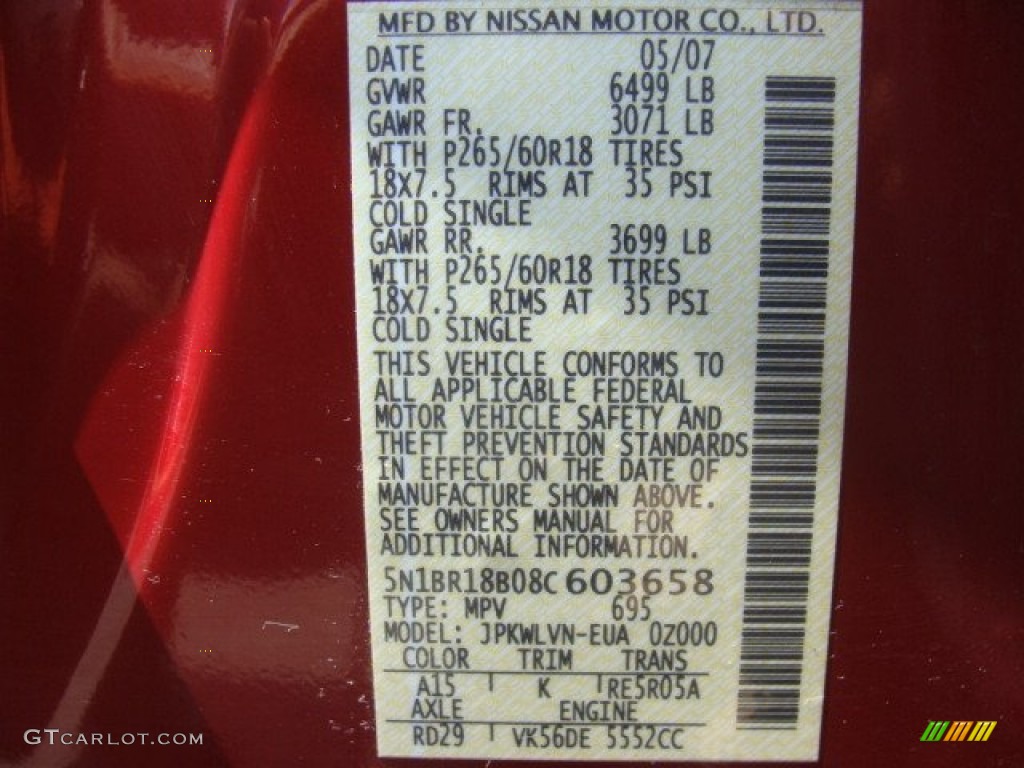 MFD BY NISSAN MOTOR CO., LTD.
DATE 05/07
GVWR 6499 LB
GAWR FR. 3071 LB
WITH P265/60R18 TIRES
18X7.5 RIMS AT 35 PSI
COLD SINGLE
GAWR RR. 3699 LB
WITH P265/60R18 TIRES
18X7.5 RIMS AT 35 PSI
COLD SINGLE
THIS VEHICLE CONFORMS TO
ALL APPLICABLE FEDERAL
MOTOR VEHICLE SAFETY AND
THEFT PREVENTION STANDARDS
IN EFFECT ON THE DATE OF
MANUFACTURE SHOWN ABOVE.
SEE OWNERS MANUAL FOR
ADDITIONAL INFORMATION.
5N1BR18B08C603658
TYPE: MPV 695
MODEL: JPKWLVN-EUA 0Z000
COLOR TRIM TRANS
A15 K RE5R05A
AXLE ENGINE
RD29 VK56DE 5552CC
GTCARLOT.COM